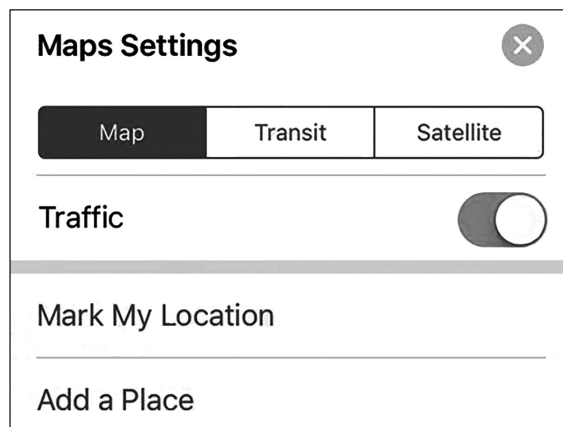 Maps Settings
Map Transit Satellite
Traffic
Mark My Location
Add a Place